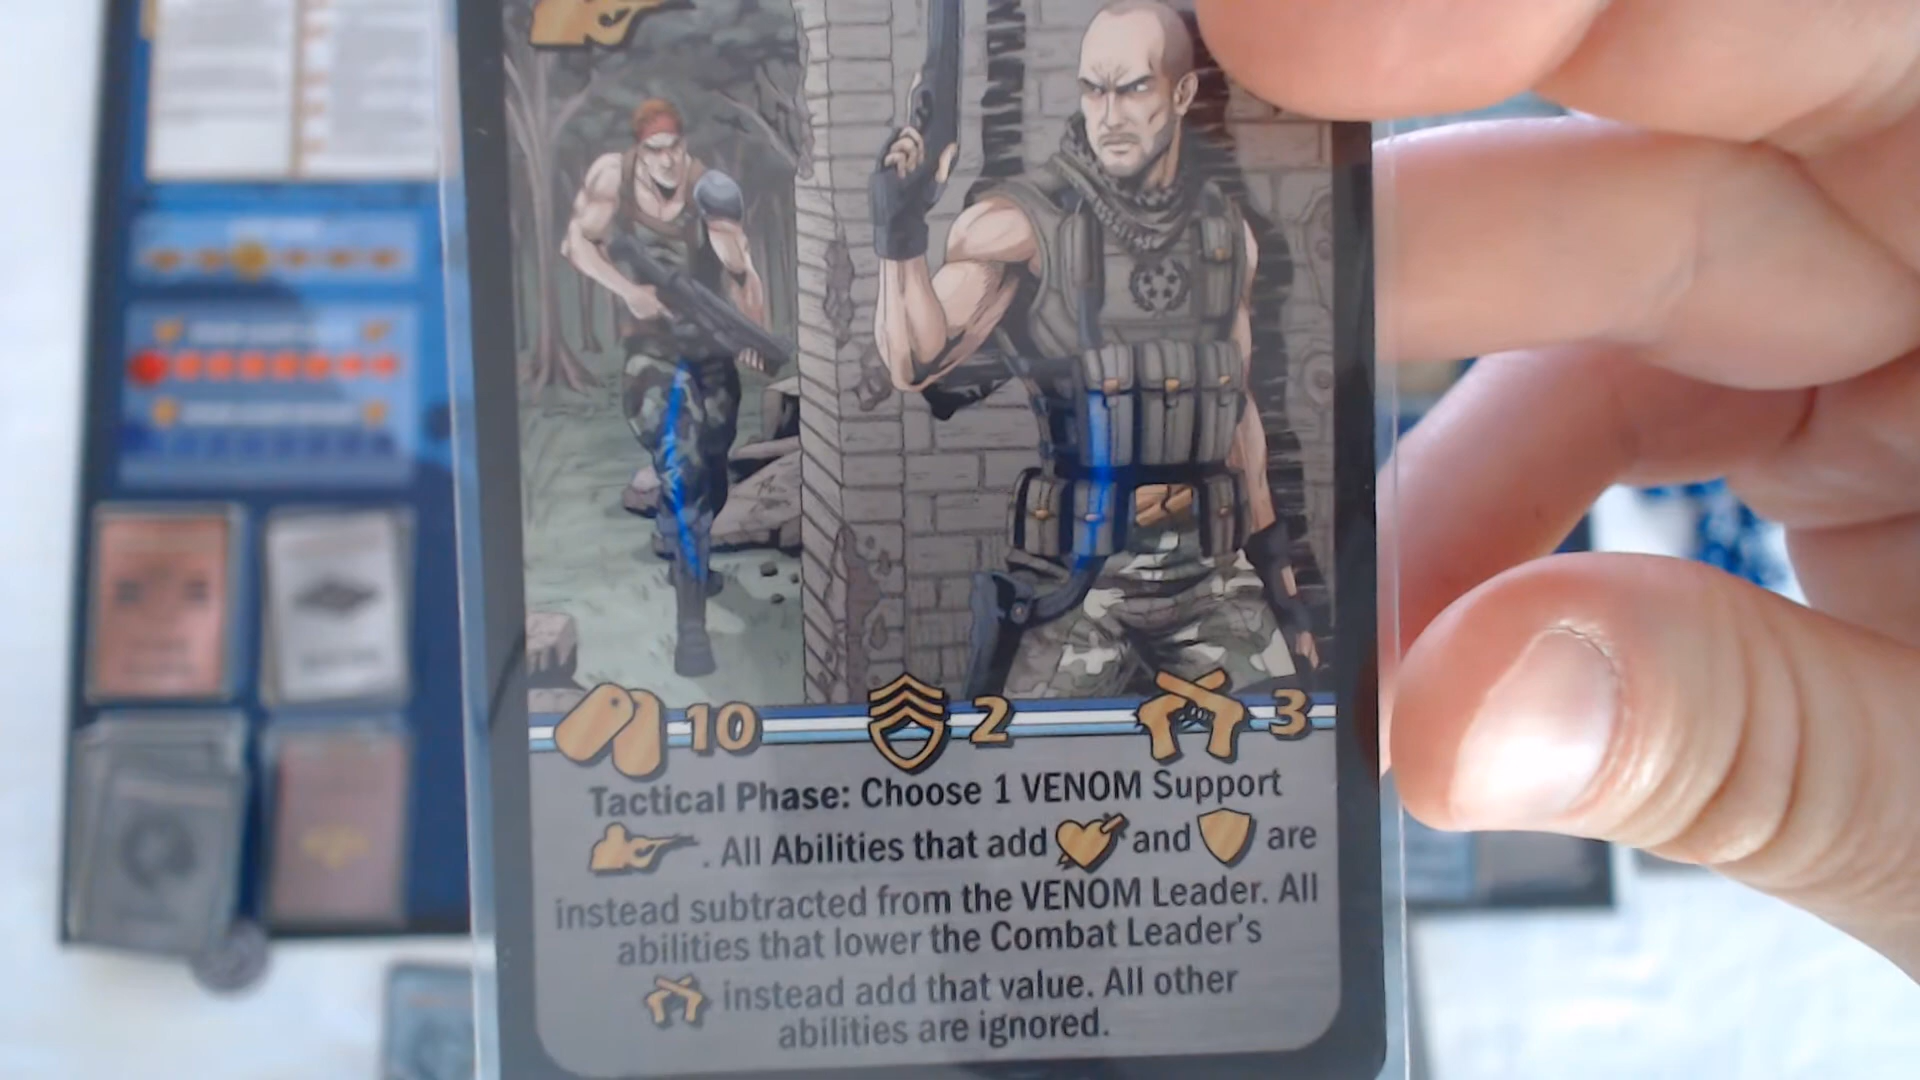 10 2 3
Tactical Phase: Choose 1 VENOM Support
. All Abilities that add and are
instead subtracted from the VENOM Leader. All
abilities that lower the Combat Leader's
instead add that value. All other
abilities are ignored.